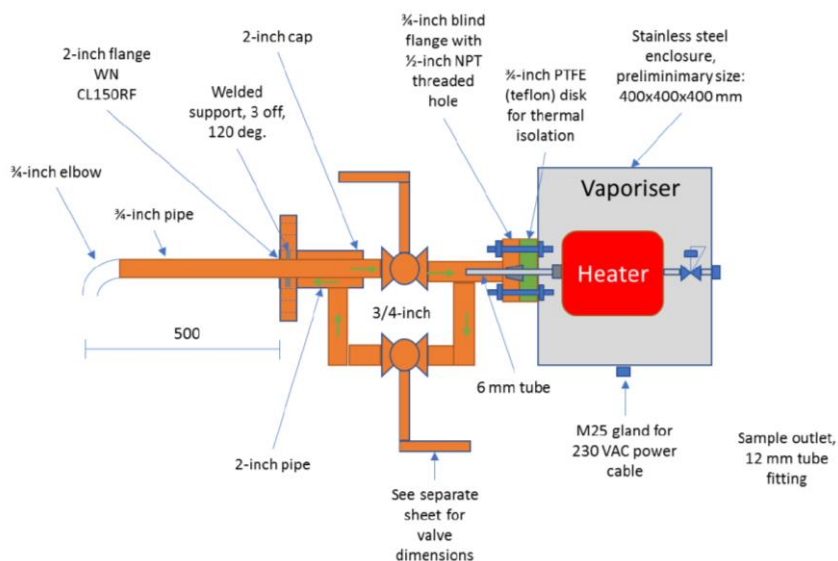 2-inch flange
WN
CL150RF
2-inch cap
¾-inch blind
flange with
½-inch NPT
threaded
hole
Stainless steel
enclosure,
preliminimary size:
400x400x400 mm
Welded
support, 3 off,
120 deg.
¾-inch PTFE
(teflon) disk
for thermal
isolation
¾-inch elbow
¾-inch pipe
Vaporiser
Heater
3/4-inch
500
6 mm tube
2-inch pipe
M25 gland for
230 VAC power
cable
Sample outlet,
12 mm tube
fitting
See separate
sheet for
valve
dimensions